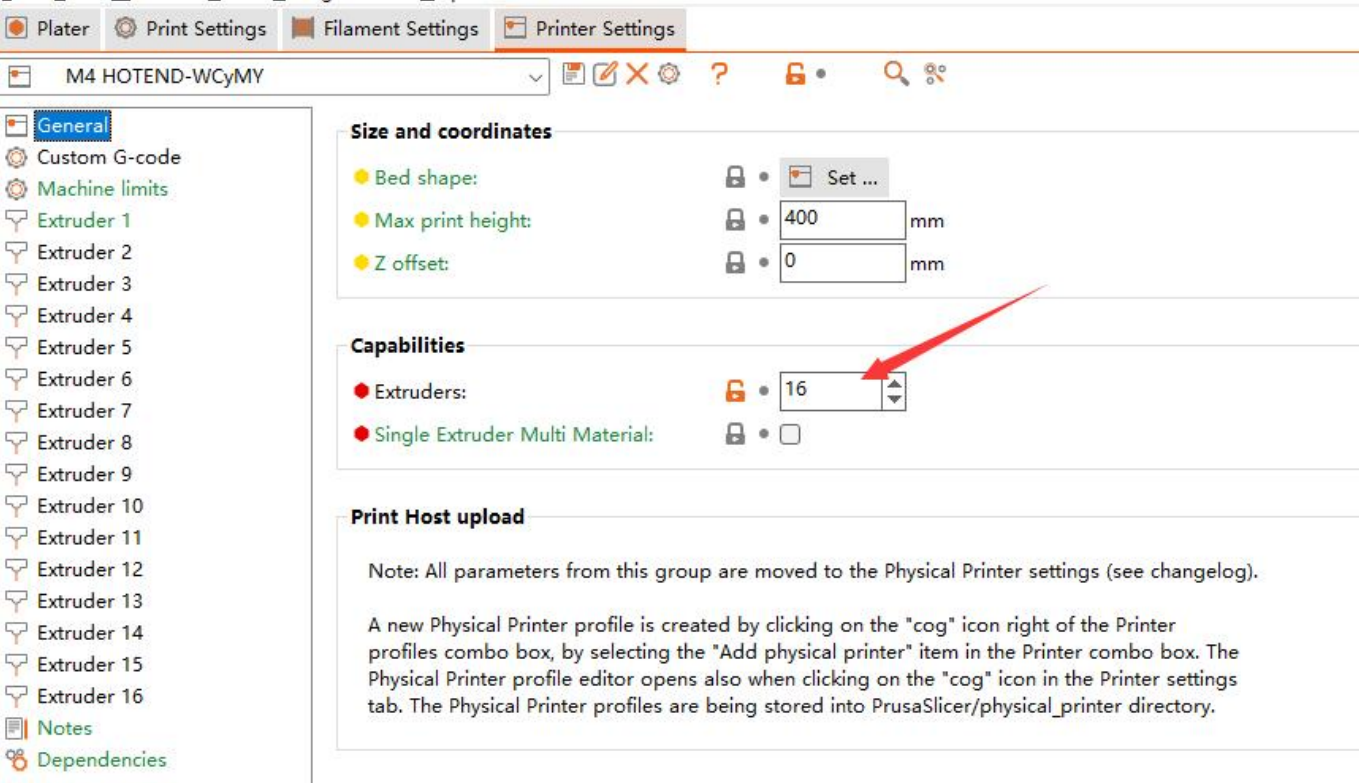 Plater
Print Settings
Filament Settings
Printer Settings
M4 HOTEND-WCyMY
General
Custom G-code
Machine limits
Extruder 1
Extruder 2
Extruder 3
Extruder 4
Extruder 5
Extruder 6
Extruder 7
Extruder 8
Extruder 9
Extruder 10
Extruder 11
Extruder 12
Extruder 13
Extruder 14
Extruder 15
Extruder 16
Notes
Dependencies
Size and coordinates
Bed shape:
Set ...
Max print height:
400
mm
Z offset:
0
mm
Capabilities
Extruders:
16
Single Extruder Multi Material:
Print Host upload
Note: All parameters from this group are moved to the Physical Printer settings (see changelog).
A new Physical Printer profile is created by clicking on the "cog" icon right of the Printer
profiles combo box, by selecting the "Add physical printer" item in the Printer combo box. The
Physical Printer profile editor opens also when clicking on the "cog" icon in the Printer settings
tab. The Physical Printer profiles are being stored into PrusaSlicer/physical_printer directory.